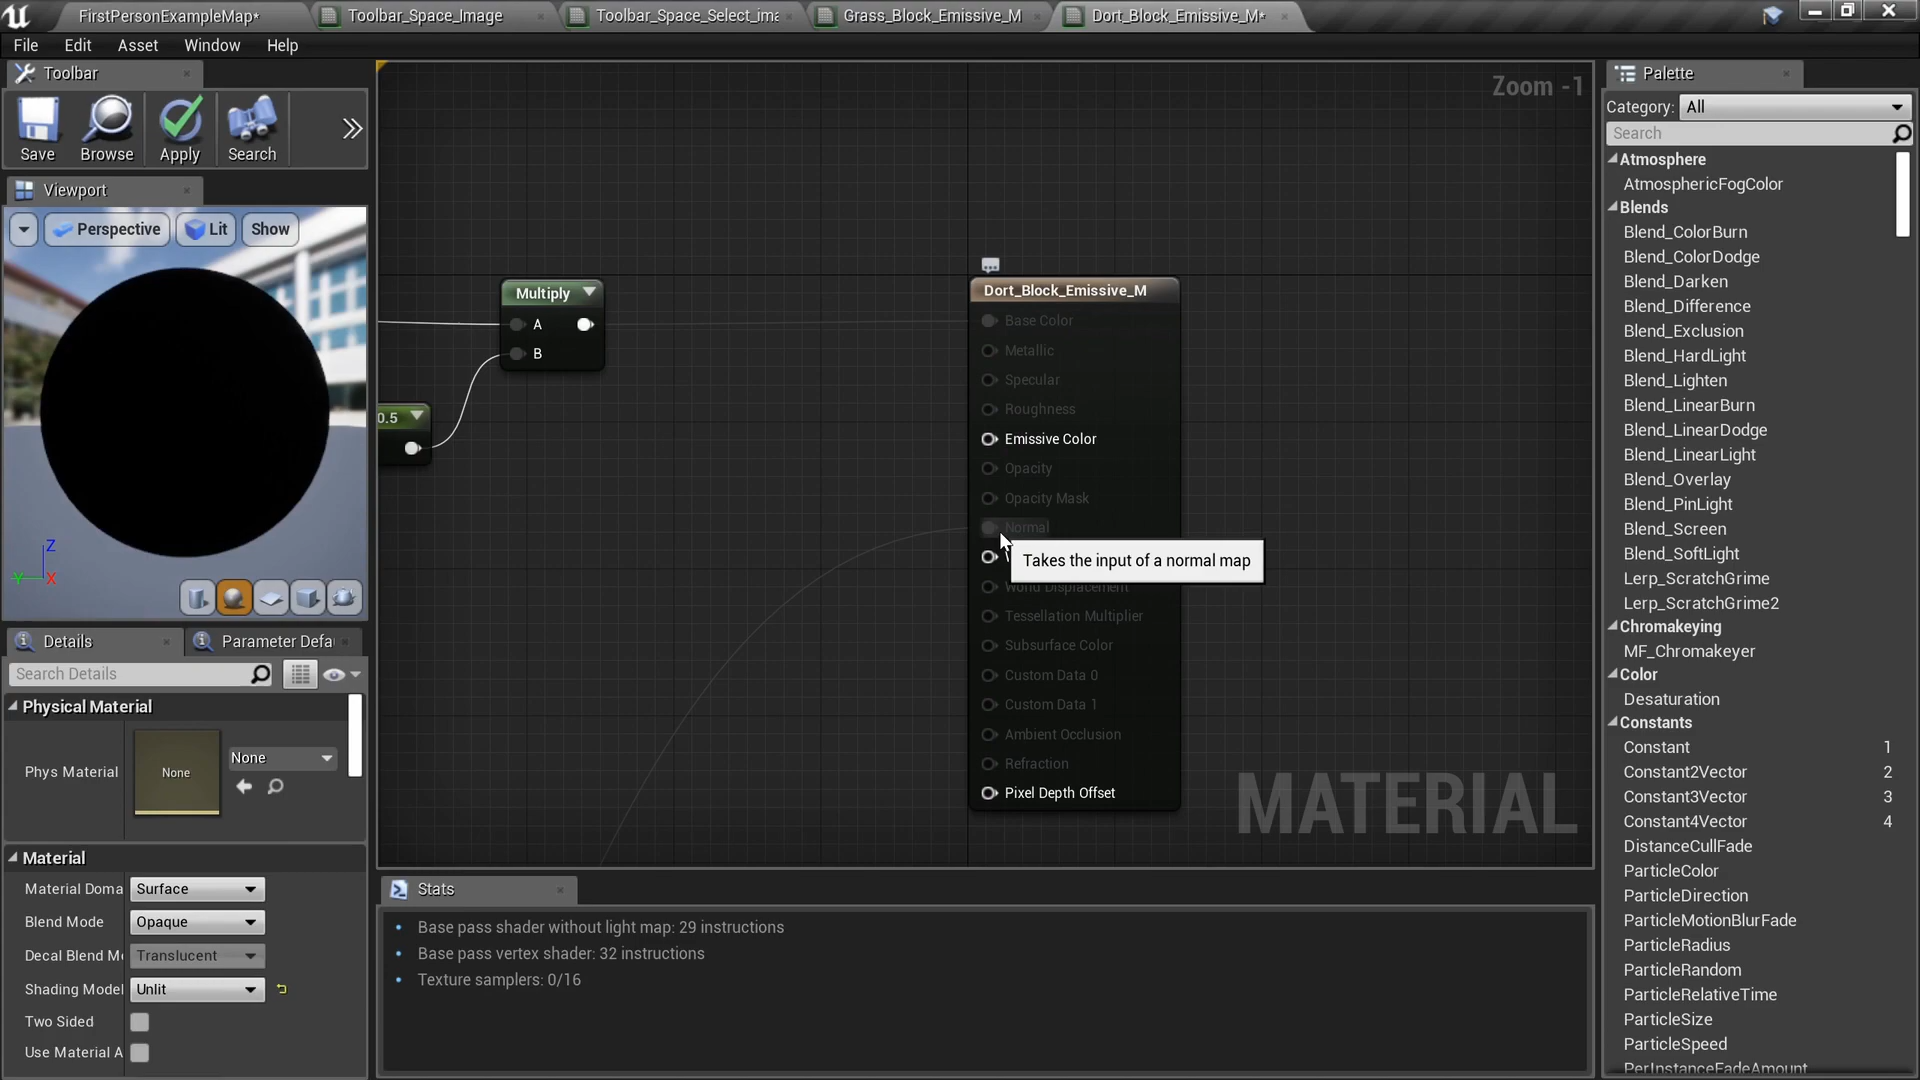 FirstPersonExampleMap*
Toolbar_Space_Image
Toolbar_Space_Select_ima
Grass_Block_Emissive_M
Dort_Block_Emissive_M*
File
Edit
Asset
Window
Help
Toolbar
Save
Browse
Apply
Search
Viewport
Perspective
Lit
Show
Z
Y
X
Details
Parameter Defa
Search Details
Physical Material
Phys Material
None
None
Material
Material Doma
Surface
Blend Mode
Opaque
Decal Blend M
Translucent
Shading Model
Unlit
Two Sided
Use Material A
Zoom -1
Multiply
A
B
0.5
Dort_Block_Emissive_M
Base Color
Metallic
Specular
Roughness
Emissive Color
Opacity
Opacity Mask
Normal
Takes the input of a normal map
World Displacement
Tessellation Multiplier
Subsurface Color
Custom Data 0
Custom Data 1
Ambient Occlusion
Refraction
Pixel Depth Offset
MATERIAL
Stats
Base pass shader without light map: 29 instructions
Base pass vertex shader: 32 instructions
Texture samplers: 0/16
Palette
Category:
All
Search
Atmosphere
AtmosphericFogColor
Blends
Blend_ColorBurn
Blend_ColorDodge
Blend_Darken
Blend_Difference
Blend_Exclusion
Blend_HardLight
Blend_Lighten
Blend_LinearBurn
Blend_LinearDodge
Blend_LinearLight
Blend_Overlay
Blend_PinLight
Blend_Screen
Blend_SoftLight
Lerp_ScratchGrime
Lerp_ScratchGrime2
Chromakeying
MF_Chromakeyer
Color
Desaturation
Constants
Constant 1
Constant2Vector 2
Constant3Vector 3
Constant4Vector 4
DistanceCullFade
ParticleColor
ParticleDirection
ParticleMotionBlurFade
ParticleRadius
ParticleRandom
ParticleRelativeTime
ParticleSize
ParticleSpeed
PerInstanceFadeAmount